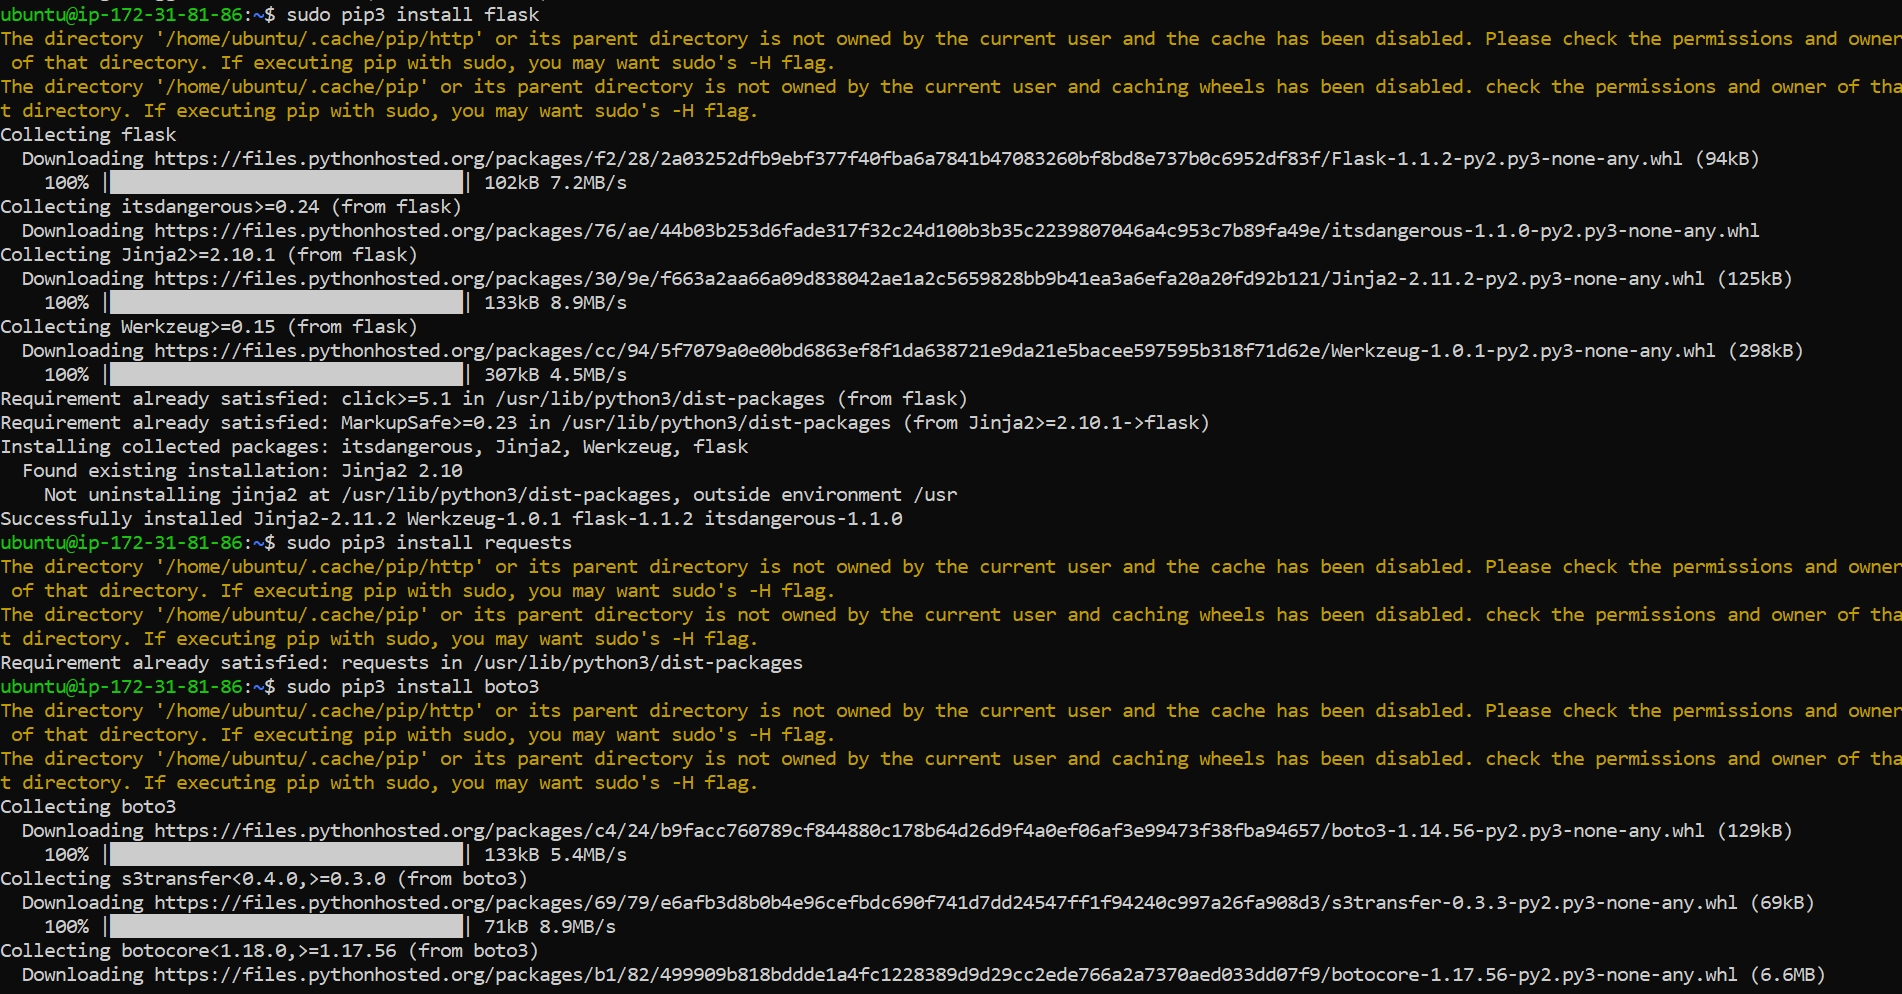 ubuntu@ip-172-31-81-86:~$ sudo pip3 install flask
The directory '/home/ubuntu/.cache/pip/http' or its parent directory is not owned by the current user and the cache has been disabled. Please check the permissions and owner
 of that directory. If executing pip with sudo, you may want sudo's -H flag.
The directory '/home/ubuntu/.cache/pip' or its parent directory is not owned by the current user and caching wheels has been disabled. check the permissions and owner of tha
t directory. If executing pip with sudo, you may want sudo's -H flag.
Collecting flask
  Downloading https://files.pythonhosted.org/packages/f2/28/2a03252dfb9ebf377f40fba6a7841b47083260bf8bd8e737b0c6952df83f/Flask-1.1.2-py2.py3-none-any.whl (94kB)
    100% |████████████████████████████████| 102kB 7.2MB/s
Collecting itsdangerous>=0.24 (from flask)
  Downloading https://files.pythonhosted.org/packages/76/ae/44b03b253d6fade317f32c24d100b3b35c2239807046a4c953c7b89fa49e/itsdangerous-1.1.0-py2.py3-none-any.whl
Collecting Jinja2>=2.10.1 (from flask)
  Downloading https://files.pythonhosted.org/packages/30/9e/f663a2aa66a09d838042ae1a2c5659828bb9b41ea3a6efa20a20fd92b121/Jinja2-2.11.2-py2.py3-none-any.whl (125kB)
    100% |████████████████████████████████| 133kB 8.9MB/s
Collecting Werkzeug>=0.15 (from flask)
  Downloading https://files.pythonhosted.org/packages/cc/94/5f7079a0e00bd6863ef8f1da638721e9da21e5bacee597595b318f71d62e/Werkzeug-1.0.1-py2.py3-none-any.whl (298kB)
    100% |████████████████████████████████| 307kB 4.5MB/s
Requirement already satisfied: click>=5.1 in /usr/lib/python3/dist-packages (from flask)
Requirement already satisfied: MarkupSafe>=0.23 in /usr/lib/python3/dist-packages (from Jinja2>=2.10.1->flask)
Installing collected packages: itsdangerous, Jinja2, Werkzeug, flask
  Found existing installation: Jinja2 2.10
    Not uninstalling jinja2 at /usr/lib/python3/dist-packages, outside environment /usr
Successfully installed Jinja2-2.11.2 Werkzeug-1.0.1 flask-1.1.2 itsdangerous-1.1.0
ubuntu@ip-172-31-81-86:~$ sudo pip3 install requests
The directory '/home/ubuntu/.cache/pip/http' or its parent directory is not owned by the current user and the cache has been disabled. Please check the permissions and owner
 of that directory. If executing pip with sudo, you may want sudo's -H flag.
The directory '/home/ubuntu/.cache/pip' or its parent directory is not owned by the current user and caching wheels has been disabled. check the permissions and owner of tha
t directory. If executing pip with sudo, you may want sudo's -H flag.
Requirement already satisfied: requests in /usr/lib/python3/dist-packages
ubuntu@ip-172-31-81-86:~$ sudo pip3 install boto3
The directory '/home/ubuntu/.cache/pip/http' or its parent directory is not owned by the current user and the cache has been disabled. Please check the permissions and owner
 of that directory. If executing pip with sudo, you may want sudo's -H flag.
The directory '/home/ubuntu/.cache/pip' or its parent directory is not owned by the current user and caching wheels has been disabled. check the permissions and owner of tha
t directory. If executing pip with sudo, you may want sudo's -H flag.
Collecting boto3
  Downloading https://files.pythonhosted.org/packages/c4/24/b9facc760789cf844880c178b64d26d9f4a0ef06af3e99473f38fba94657/boto3-1.14.56-py2.py3-none-any.whl (129kB)
    100% |████████████████████████████████| 133kB 5.4MB/s
Collecting s3transfer<0.4.0,>=0.3.0 (from boto3)
  Downloading https://files.pythonhosted.org/packages/69/79/e6afb3d8b0b4e96cefbdc690f741d7dd24547ff1f94240c997a26fa908d3/s3transfer-0.3.3-py2.py3-none-any.whl (69kB)
    100% |████████████████████████████████| 71kB 8.9MB/s
Collecting botocore<1.18.0,>=1.17.56 (from boto3)
  Downloading https://files.pythonhosted.org/packages/b1/82/499909b818bddde1a4fc1228389d9d29cc2ede766a2a7370aed033dd07f9/botocore-1.17.56-py2.py3-none-any.whl (6.6MB)